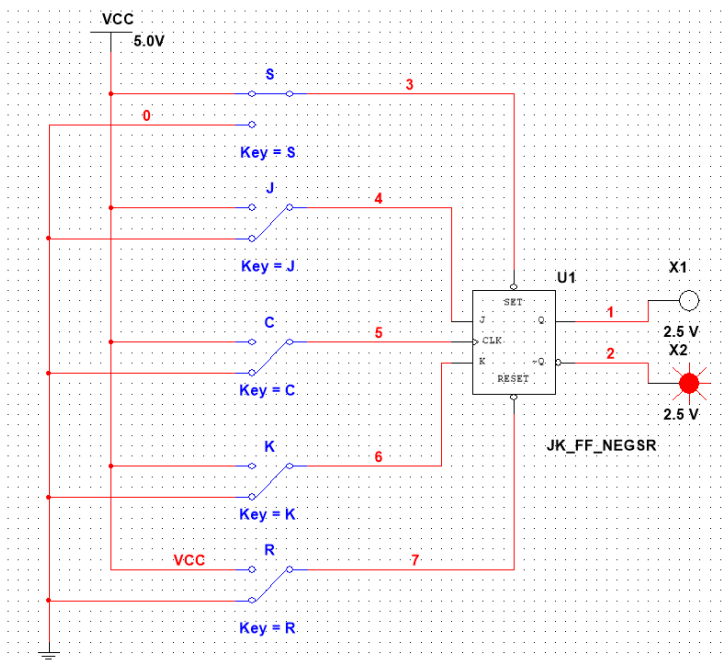 VCC
5.0V
S
3
0
Key = S
J
4
Key = J
U1
X1
SET
J
Q
1
C
5
CLK
2.5 V
X2
K
~Q
2
RESET
Key = C
2.5 V
K
6
JK_FF_NEGSR
Key = K
R
VCC
7
Key = R